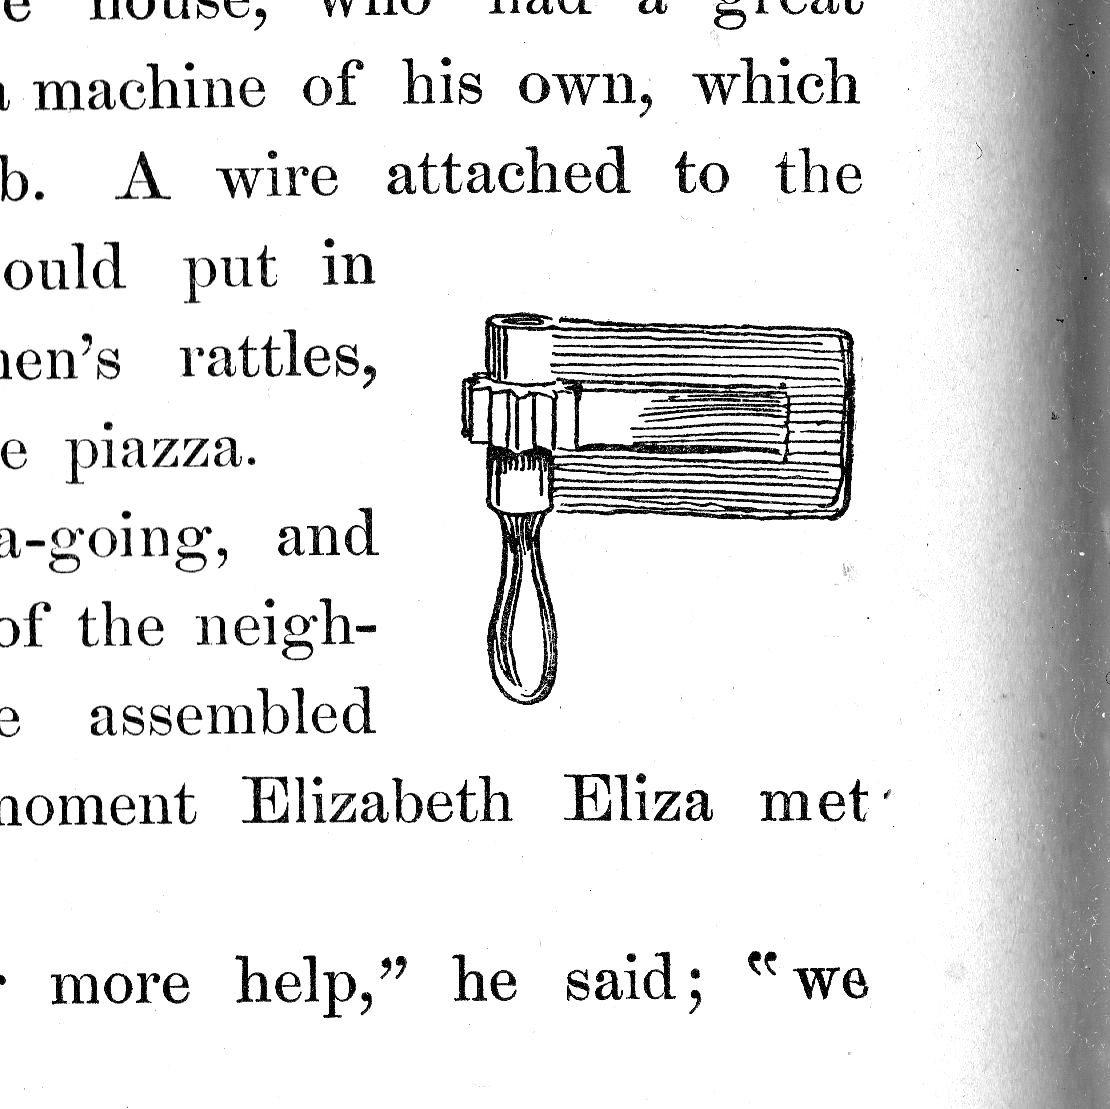 e house, who had a great
machine of his own, which
b. A wire attached to the
ould put in
en's rattles,
e piazza.
a-going, and
of the neigh-
e assembled
moment Elizabeth Eliza met
more help,” he said; “we